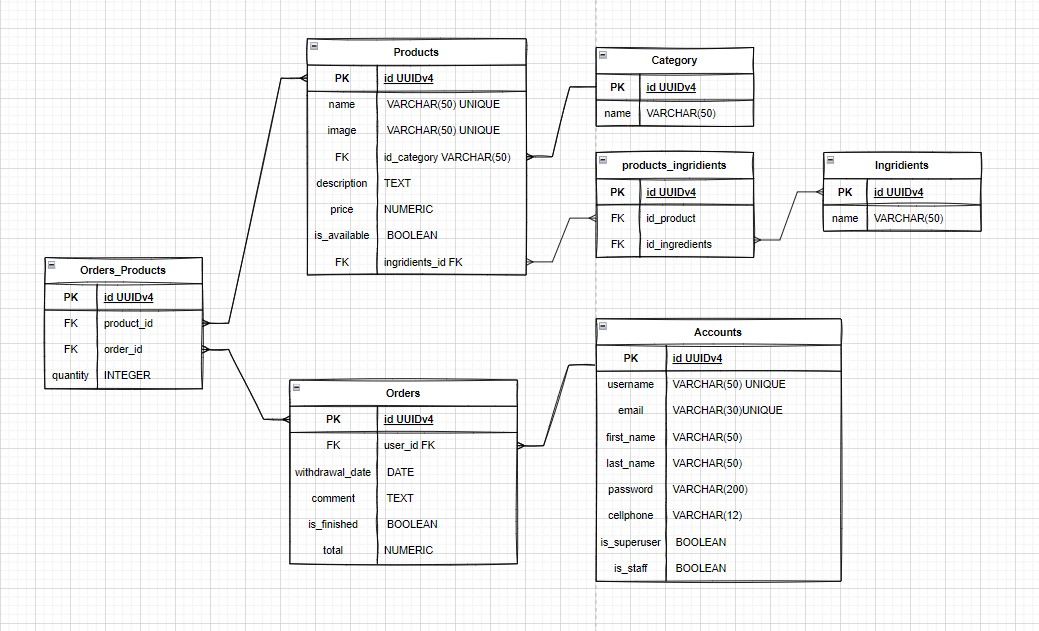 Products
PK id UUIDv4
name VARCHAR(50) UNIQUE
image VARCHAR(50) UNIQUE
FK id_category VARCHAR(50)
description TEXT
price NUMERIC
is_available BOOLEAN
FK ingridients_id FK
Category
PK id UUIDv4
name VARCHAR(50)
products_ingridients
PK id UUIDv4
FK id_product
FK id_ingredients
Ingridients
PK id UUIDv4
name VARCHAR(50)
Orders_Products
PK id UUIDv4
FK product_id
FK order_id
quantity INTEGER
Orders
PK id UUIDv4
FK user_id FK
withdrawal_date DATE
comment TEXT
is_finished BOOLEAN
total NUMERIC
Accounts
PK id UUIDv4
username VARCHAR(50) UNIQUE
email VARCHAR(30)UNIQUE
first_name VARCHAR(50)
last_name VARCHAR(50)
password VARCHAR(200)
cellphone VARCHAR(12)
is_superuser BOOLEAN
is_staff BOOLEAN